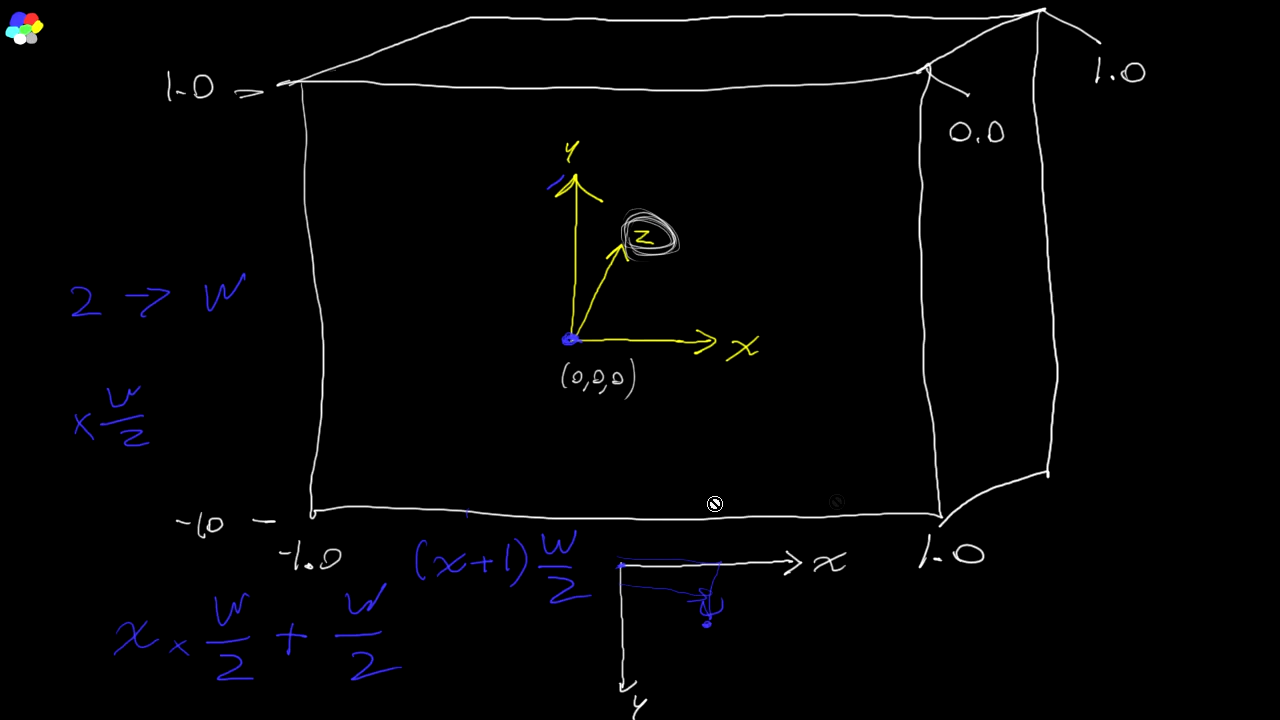 1.0
1.0
0.0
y
z
x
(0,0,0)
2 → W
× W/2
-1.0
-1.0
1.0
(x+1) W/2
x
x × W/2 + W/2
y